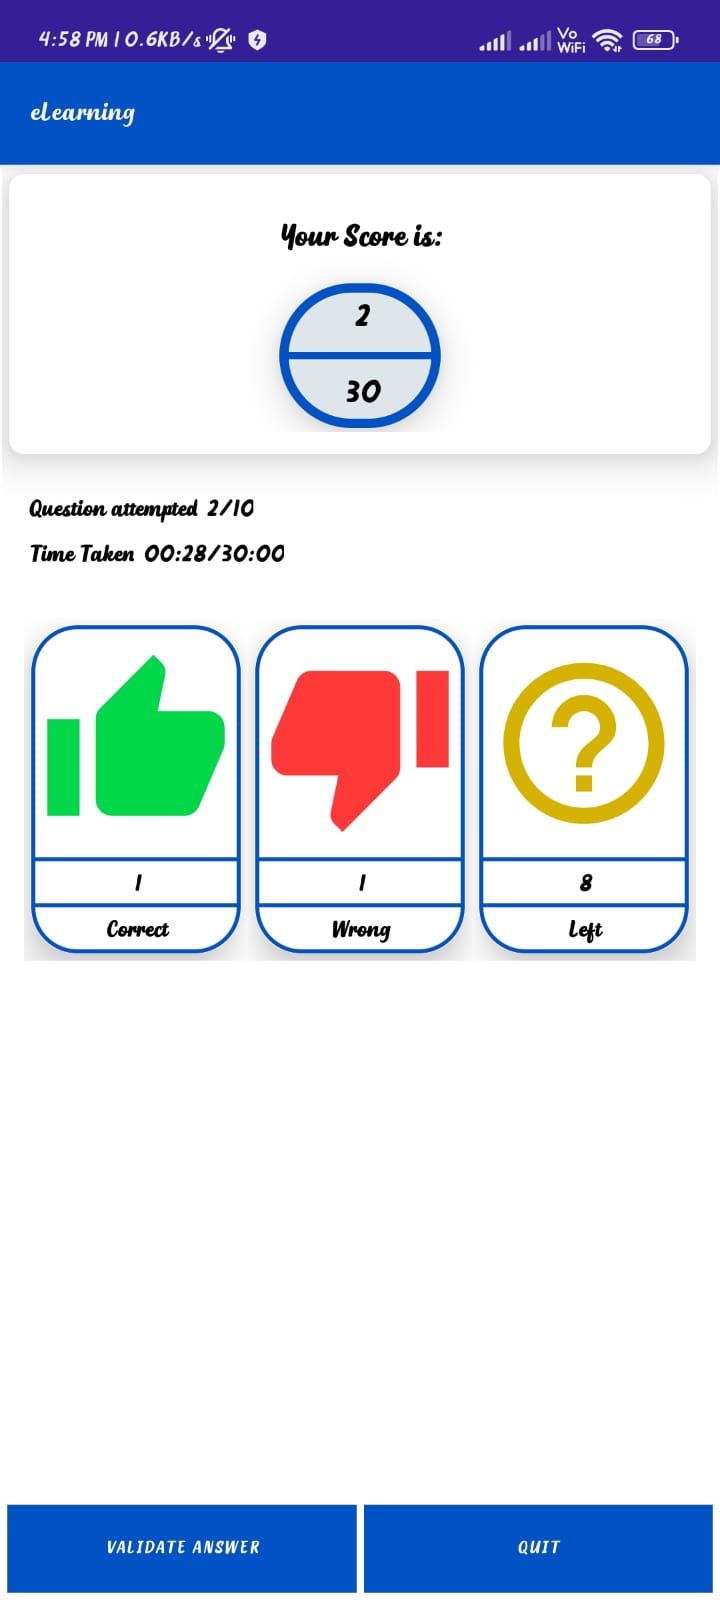 4:58 PM | 0.6KB/s
Vo
WiFi
68
eLearning
Your Score is:
2
30
Question attempted 2/10
Time Taken 00:28/30:00
1 1 8
Correct Wrong Left
VALIDATE ANSWER QUIT